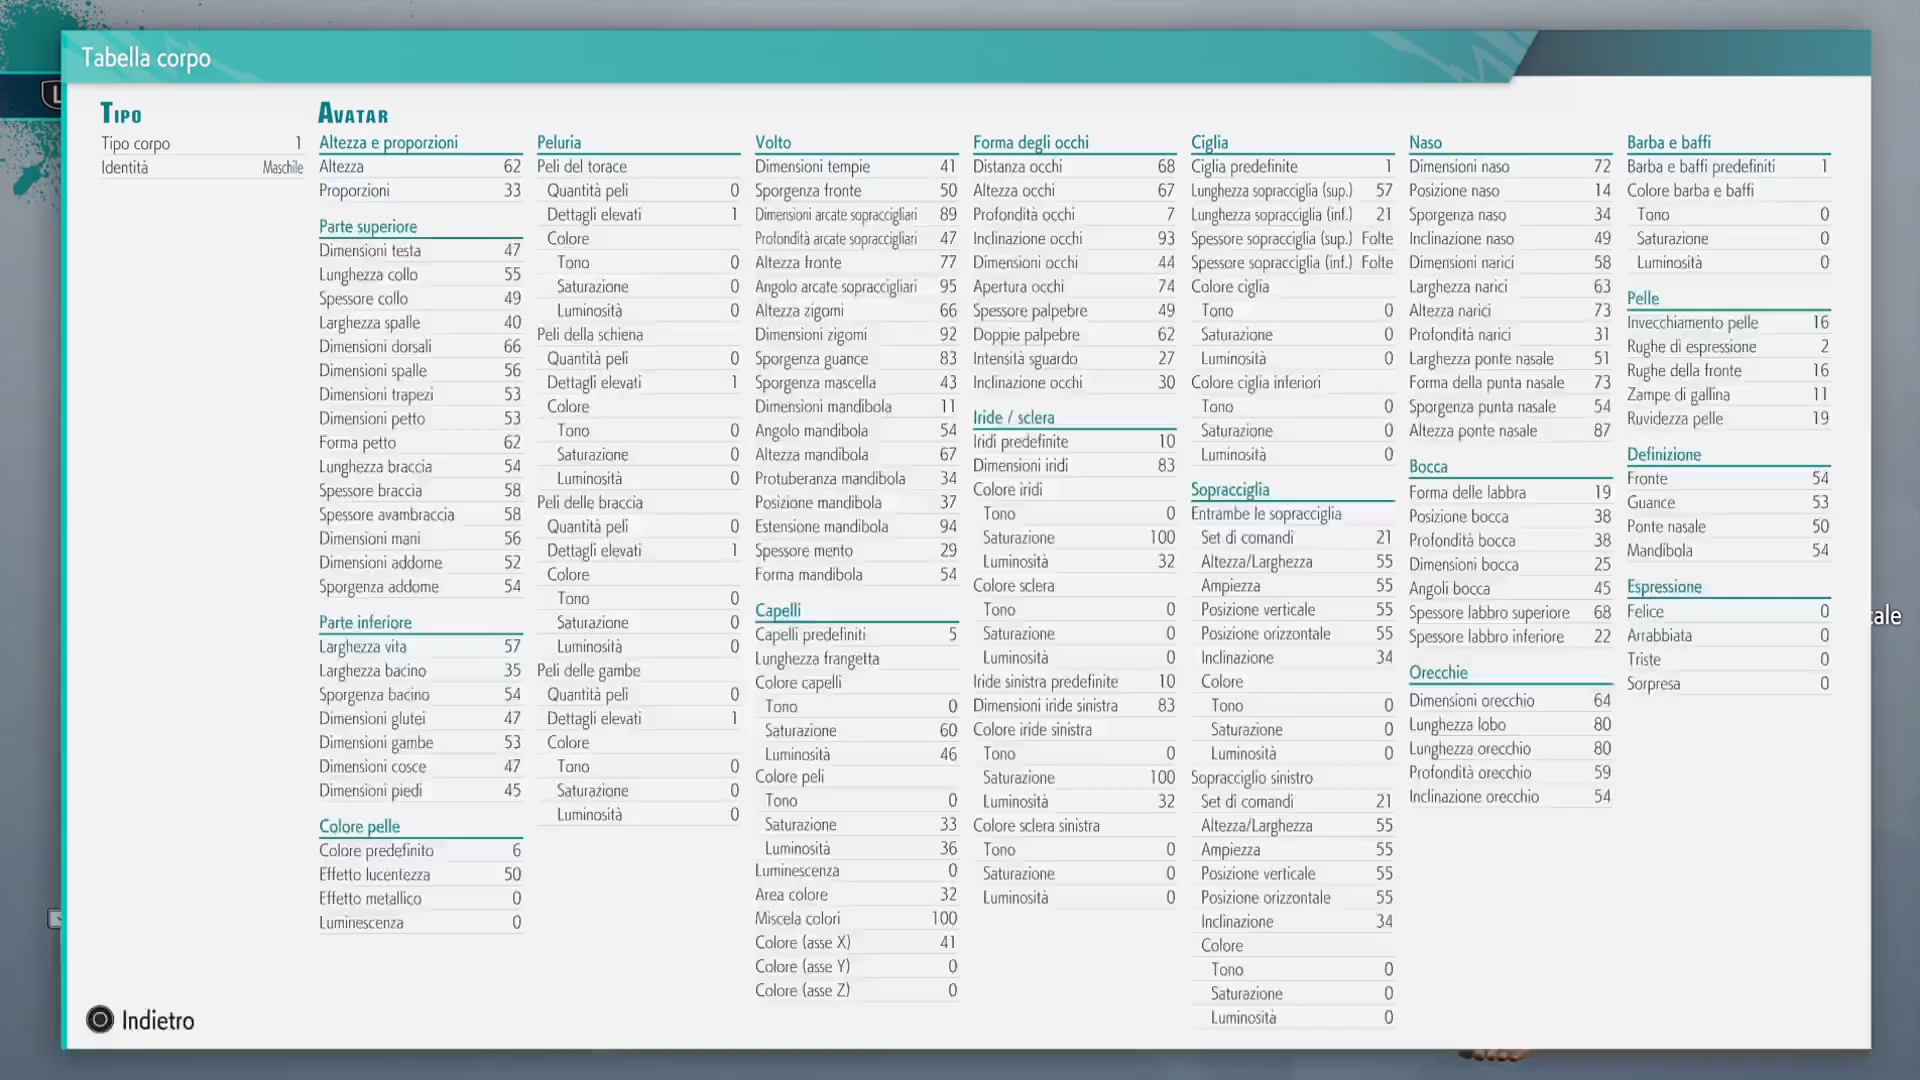 Tabella corpo
TIPO
Tipo corpo 1
Identità Maschile
AVATAR
Altezza e proporzioni
Altezza 62
Proporzioni 33
Parte superiore
Dimensioni testa 47
Lunghezza collo 55
Spessore collo 49
Larghezza spalle 40
Dimensioni dorsali 66
Dimensioni spalle 56
Dimensioni trapezi 53
Dimensioni petto 53
Forma petto 62
Lunghezza braccia 54
Spessore braccia 58
Spessore avambraccia 58
Dimensioni mani 56
Dimensioni addome 52
Sporgenza addome 54
Parte inferiore
Larghezza vita 57
Larghezza bacino 35
Sporgenza bacino 54
Dimensioni glutei 47
Dimensioni gambe 53
Dimensioni cosce 47
Dimensioni piedi 45
Colore pelle
Colore predefinito 6
Effetto lucentezza 50
Effetto metallico 0
Luminescenza 0
Peluria
Peli del torace
Quantità peli 0
Dettagli elevati 1
Colore
Tono 0
Saturazione 0
Luminosità 0
Peli della schiena
Quantità peli 0
Dettagli elevati 1
Colore
Tono 0
Saturazione 0
Luminosità 0
Peli delle braccia
Quantità peli 0
Dettagli elevati 1
Colore
Tono 0
Saturazione 0
Luminosità 0
Peli delle gambe
Quantità peli 0
Dettagli elevati 1
Colore
Tono 0
Saturazione 0
Luminosità 0
Volto
Dimensioni tempie 41
Sporgenza fronte 50
Dimensioni arcate sopraccigliari 89
Profondità arcate sopraccigliari 47
Altezza fronte 77
Angolo arcate sopraccigliari 95
Altezza zigomi 66
Dimensioni zigomi 92
Sporgenza guance 83
Sporgenza mascella 43
Dimensioni mandibola 11
Angolo mandibola 54
Altezza mandibola 67
Protuberanza mandibola 34
Posizione mandibola 37
Estensione mandibola 94
Spessore mento 29
Forma mandibola 54
Capelli
Capelli predefiniti 5
Lunghezza frangetta
Colore capelli
Tono 0
Saturazione 60
Luminosità 46
Colore peli
Tono 0
Saturazione 33
Luminosità 36
Luminescenza 0
Area colore 32
Miscela colori 100
Colore (asse X) 41
Colore (asse Y) 0
Colore (asse Z) 0
Forma degli occhi
Distanza occhi 68
Altezza occhi 67
Profondità occhi 7
Inclinazione occhi 93
Dimensioni occhi 44
Apertura occhi 74
Spessore palpebre 49
Doppie palpebre 62
Intensità sguardo 27
Inclinazione occhi 30
Iride / sclera
Iridi predefinite 10
Dimensioni iridi 83
Colore iridi
Tono 0
Saturazione 100
Luminosità 32
Colore sclera
Tono 0
Saturazione 0
Luminosità 0
Iride sinistra predefinite 10
Dimensioni iride sinistra 83
Colore iride sinistra
Tono 0
Saturazione 100
Luminosità 32
Colore sclera sinistra
Tono 0
Saturazione 0
Luminosità 0
Ciglia
Ciglia predefinite 1
Lunghezza sopracciglia (sup.) 57
Lunghezza sopracciglia (inf.) 21
Spessore sopracciglia (sup.) Folte
Spessore sopracciglia (inf.) Folte
Colore ciglia
Tono 0
Saturazione 0
Luminosità 0
Colore ciglia inferiori
Tono 0
Saturazione 0
Luminosità 0
Sopracciglia
Entrambe le sopracciglia
Set di comandi 21
Altezza/Larghezza 55
Ampiezza 55
Posizione verticale 55
Posizione orizzontale 55
Inclinazione 34
Colore
Tono 0
Saturazione 0
Luminosità 0
Sopracciglio sinistro
Set di comandi 21
Altezza/Larghezza 55
Ampiezza 55
Posizione verticale 55
Posizione orizzontale 55
Inclinazione 34
Colore
Tono 0
Saturazione 0
Luminosità 0
Naso
Dimensioni naso 72
Posizione naso 14
Sporgenza naso 34
Inclinazione naso 49
Dimensioni narici 58
Larghezza narici 63
Altezza narici 73
Profondità narici 31
Larghezza ponte nasale 51
Forma della punta nasale 73
Sporgenza punta nasale 54
Altezza ponte nasale 87
Bocca
Forma delle labbra 19
Posizione bocca 38
Profondità bocca 38
Dimensioni bocca 25
Angoli bocca 45
Spessore labbro superiore 68
Spessore labbro inferiore 22
Orecchie
Dimensioni orecchio 64
Lunghezza lobo 80
Lunghezza orecchio 80
Profondità orecchio 59
Inclinazione orecchio 54
Barba e baffi
Barba e baffi predefiniti 1
Colore barba e baffi
Tono 0
Saturazione 0
Luminosità 0
Pelle
Invecchiamento pelle 16
Rughe di espressione 2
Rughe della fronte 16
Zampe di gallina 11
Ruvidezza pelle 19
Definizione
Fronte 54
Guance 53
Ponte nasale 50
Mandibola 54
Espressione
Felice 0
Arrabbiata 0
Triste 0
Sorpresa 0
Indietro